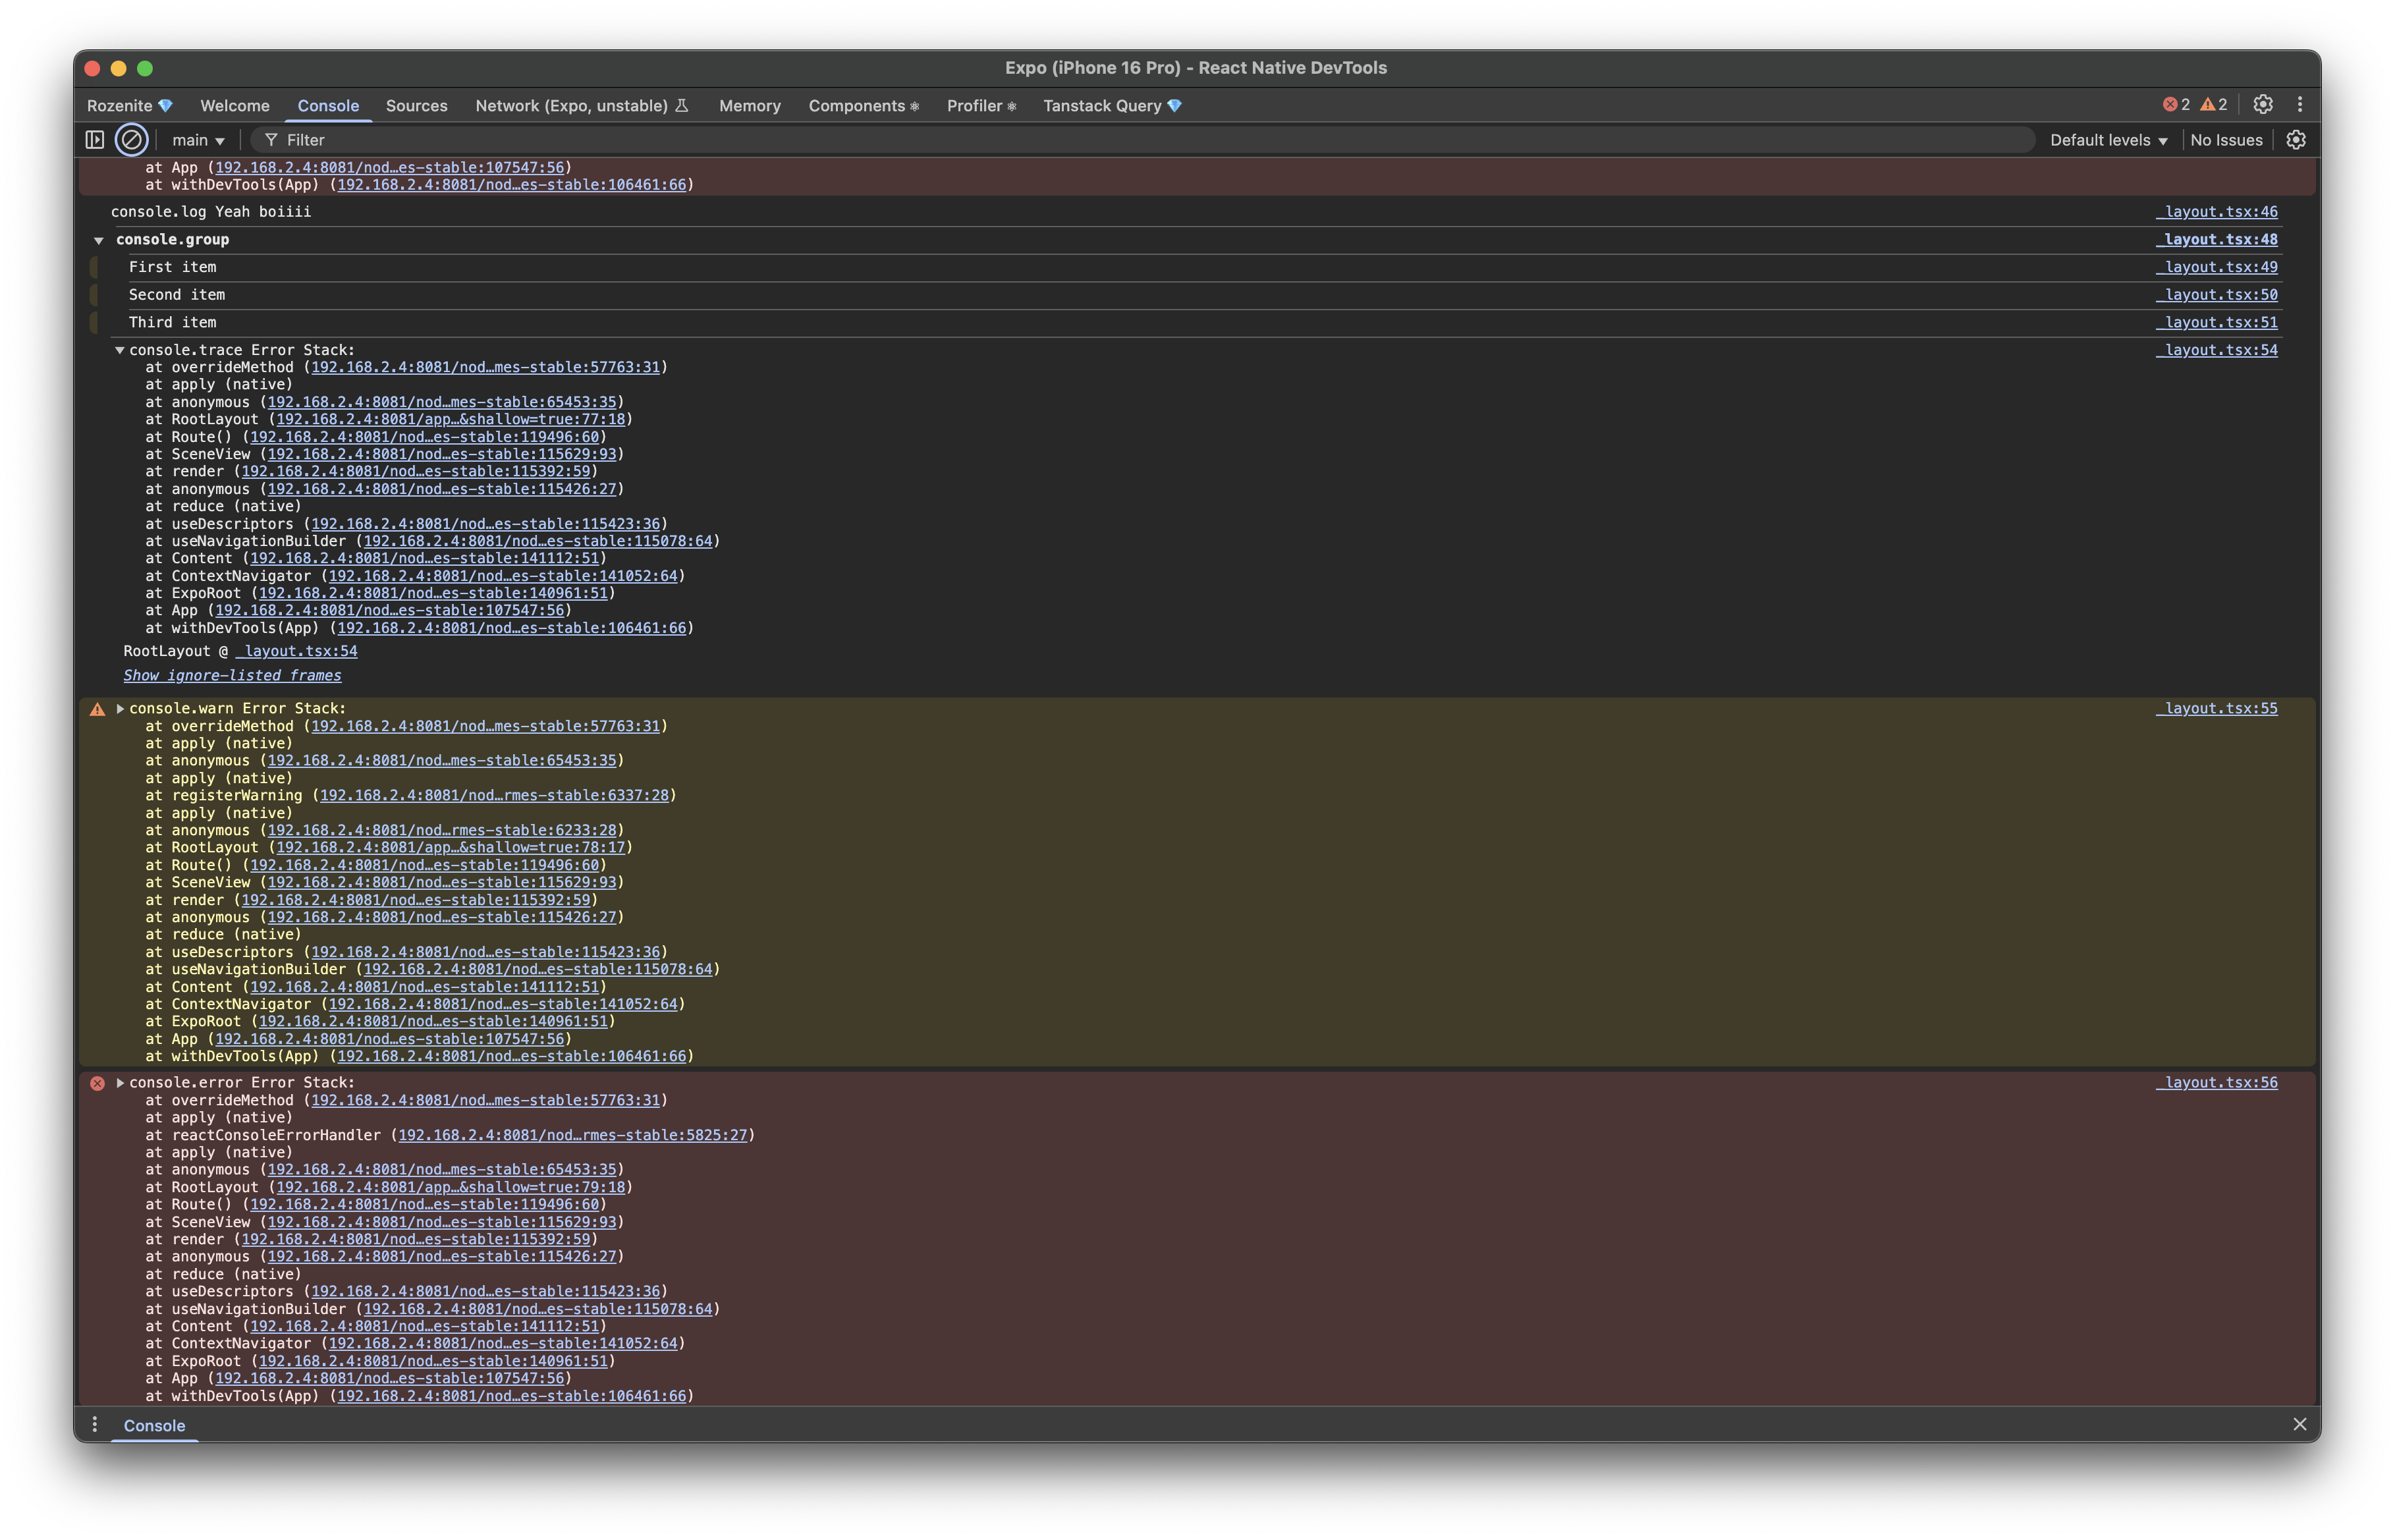 Expo (iPhone 16 Pro) - React Native DevTools
Rozenite 💎 Welcome Console Sources Network (Expo, unstable) Memory Components ⚛ Profiler ⚛ Tanstack Query 💎 2 2
main Filter Default levels No Issues
at App (192.168.2.4:8081/nod…es-stable:107547:56)
at withDevTools(App) (192.168.2.4:8081/nod…es-stable:106461:66)
console.log Yeah boiiii _layout.tsx:46
console.group _layout.tsx:48
First item _layout.tsx:49
Second item _layout.tsx:50
Third item _layout.tsx:51
console.trace Error Stack: _layout.tsx:54
at overrideMethod (192.168.2.4:8081/nod…mes-stable:57763:31)
at apply (native)
at anonymous (192.168.2.4:8081/nod…mes-stable:65453:35)
at RootLayout (192.168.2.4:8081/app…&shallow=true:77:18)
at Route() (192.168.2.4:8081/nod…es-stable:119496:60)
at SceneView (192.168.2.4:8081/nod…es-stable:115629:93)
at render (192.168.2.4:8081/nod…es-stable:115392:59)
at anonymous (192.168.2.4:8081/nod…es-stable:115426:27)
at reduce (native)
at useDescriptors (192.168.2.4:8081/nod…es-stable:115423:36)
at useNavigationBuilder (192.168.2.4:8081/nod…es-stable:115078:64)
at Content (192.168.2.4:8081/nod…es-stable:141112:51)
at ContextNavigator (192.168.2.4:8081/nod…es-stable:141052:64)
at ExpoRoot (192.168.2.4:8081/nod…es-stable:140961:51)
at App (192.168.2.4:8081/nod…es-stable:107547:56)
at withDevTools(App) (192.168.2.4:8081/nod…es-stable:106461:66)
RootLayout @ _layout.tsx:54
Show ignore-listed frames
console.warn Error Stack: _layout.tsx:55
at overrideMethod (192.168.2.4:8081/nod…mes-stable:57763:31)
at apply (native)
at anonymous (192.168.2.4:8081/nod…mes-stable:65453:35)
at apply (native)
at registerWarning (192.168.2.4:8081/nod…rmes-stable:6337:28)
at apply (native)
at anonymous (192.168.2.4:8081/nod…rmes-stable:6233:28)
at RootLayout (192.168.2.4:8081/app…&shallow=true:78:17)
at Route() (192.168.2.4:8081/nod…es-stable:119496:60)
at SceneView (192.168.2.4:8081/nod…es-stable:115629:93)
at render (192.168.2.4:8081/nod…es-stable:115392:59)
at anonymous (192.168.2.4:8081/nod…es-stable:115426:27)
at reduce (native)
at useDescriptors (192.168.2.4:8081/nod…es-stable:115423:36)
at useNavigationBuilder (192.168.2.4:8081/nod…es-stable:115078:64)
at Content (192.168.2.4:8081/nod…es-stable:141112:51)
at ContextNavigator (192.168.2.4:8081/nod…es-stable:141052:64)
at ExpoRoot (192.168.2.4:8081/nod…es-stable:140961:51)
at App (192.168.2.4:8081/nod…es-stable:107547:56)
at withDevTools(App) (192.168.2.4:8081/nod…es-stable:106461:66)
console.error Error Stack: _layout.tsx:56
at overrideMethod (192.168.2.4:8081/nod…mes-stable:57763:31)
at apply (native)
at reactConsoleErrorHandler (192.168.2.4:8081/nod…rmes-stable:5825:27)
at apply (native)
at anonymous (192.168.2.4:8081/nod…mes-stable:65453:35)
at RootLayout (192.168.2.4:8081/app…&shallow=true:79:18)
at Route() (192.168.2.4:8081/nod…es-stable:119496:60)
at SceneView (192.168.2.4:8081/nod…es-stable:115629:93)
at render (192.168.2.4:8081/nod…es-stable:115392:59)
at anonymous (192.168.2.4:8081/nod…es-stable:115426:27)
at reduce (native)
at useDescriptors (192.168.2.4:8081/nod…es-stable:115423:36)
at useNavigationBuilder (192.168.2.4:8081/nod…es-stable:115078:64)
at Content (192.168.2.4:8081/nod…es-stable:141112:51)
at ContextNavigator (192.168.2.4:8081/nod…es-stable:141052:64)
at ExpoRoot (192.168.2.4:8081/nod…es-stable:140961:51)
at App (192.168.2.4:8081/nod…es-stable:107547:56)
at withDevTools(App) (192.168.2.4:8081/nod…es-stable:106461:66)
Console